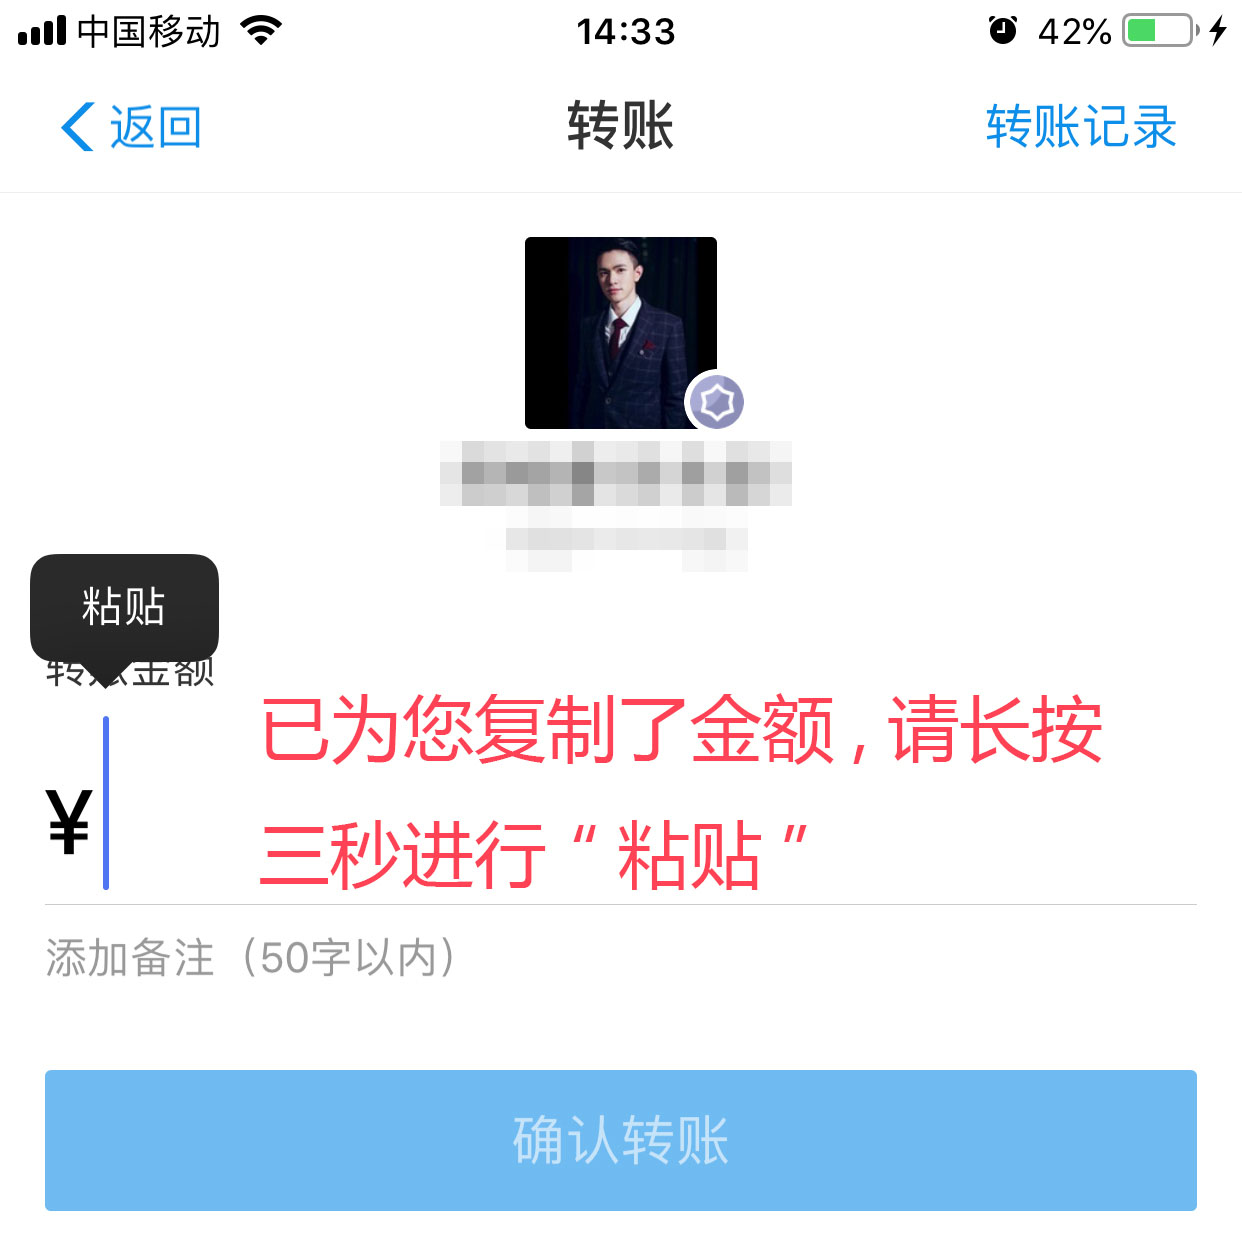 中国移动 14:33 42%
返回 转账 转账记录
粘贴
转账金额
已为您复制了金额，请长按
¥
三秒进行“粘贴”
添加备注（50字以内）
确认转账